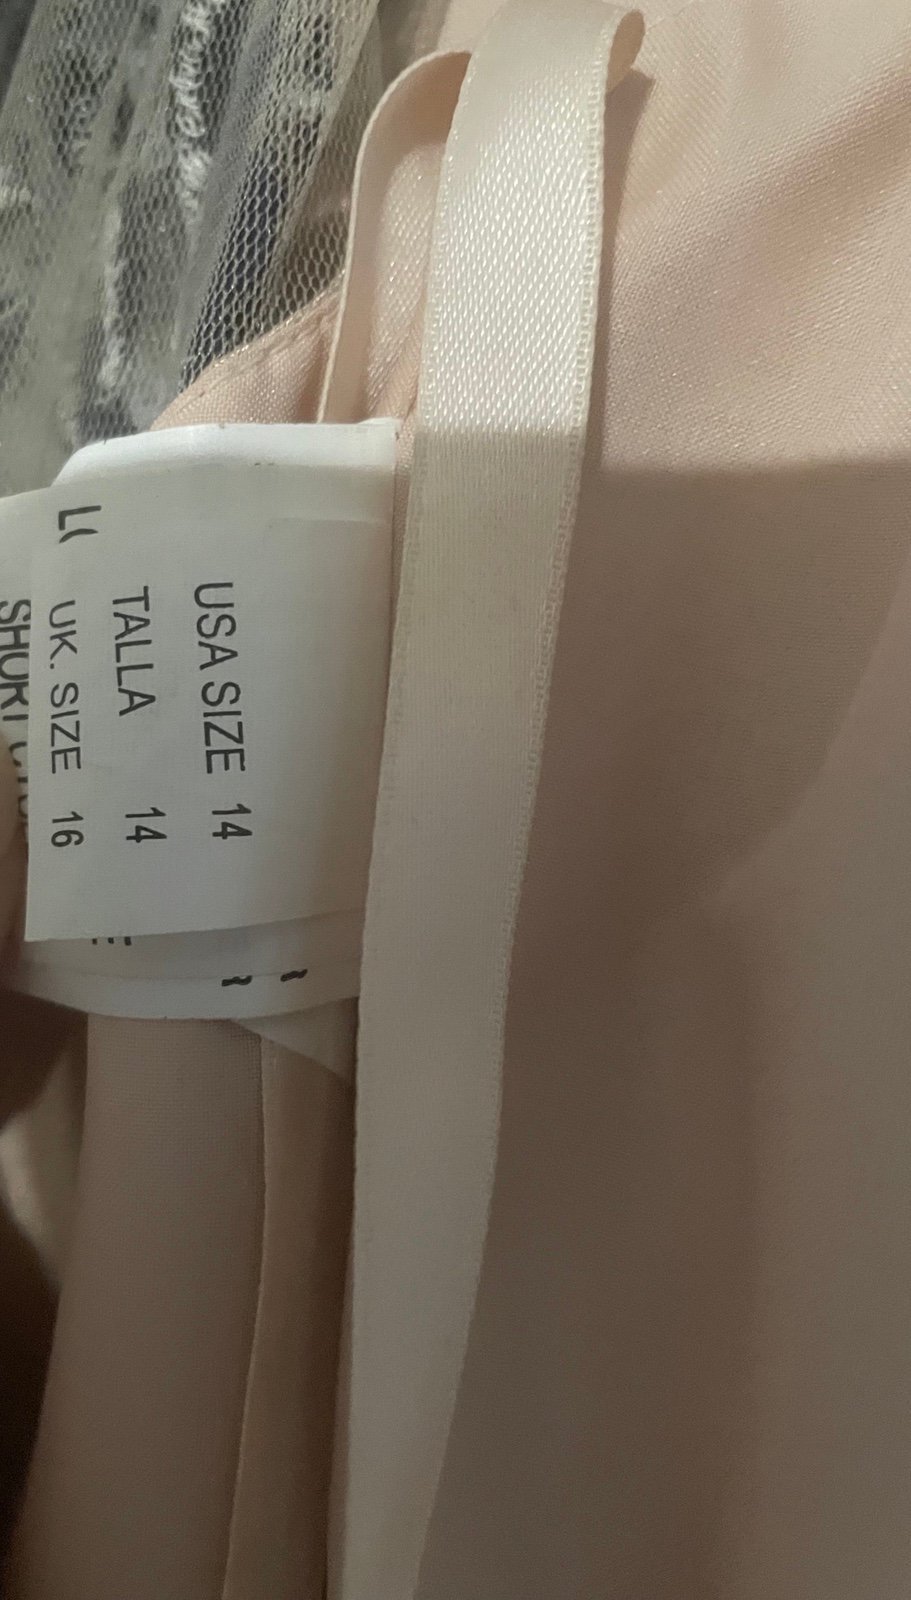 USA SIZE 14
TALLA 14
UK. SIZE 16